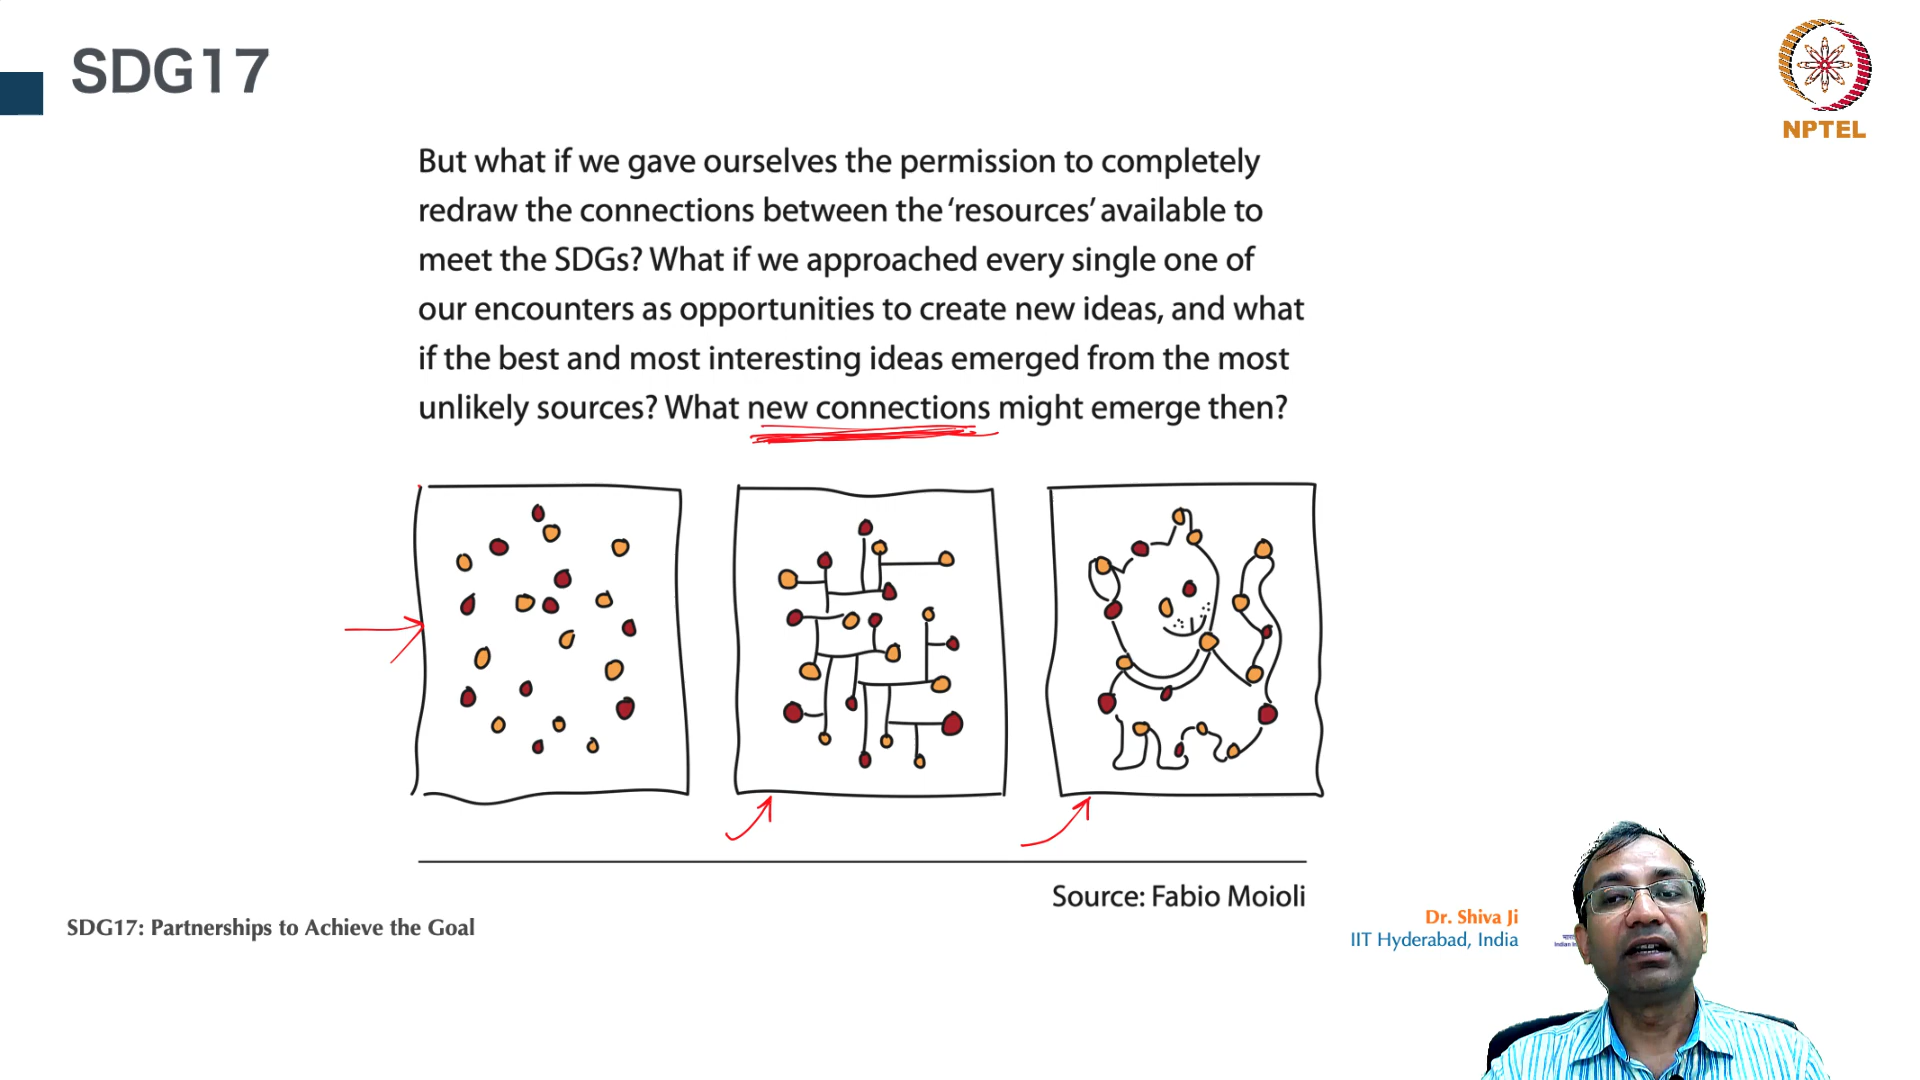 SDG17
NPTEL
But what if we gave ourselves the permission to completely
redraw the connections between the ‘resources’ available to
meet the SDGs? What if we approached every single one of
our encounters as opportunities to create new ideas, and what
if the best and most interesting ideas emerged from the most
unlikely sources? What new connections might emerge then?
Source: Fabio Moioli
SDG17: Partnerships to Achieve the Goal
Dr. Shiva Ji
IIT Hyderabad, India